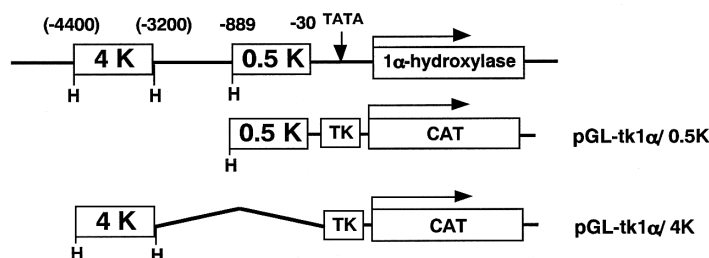 (-4400) (-3200) -889 -30 TATA
4 K 0.5 K 1α-hydroxylase
H H H
0.5 K TK CAT pGL-tk1α/ 0.5K
H
4 K TK CAT pGL-tk1α/ 4K
H H